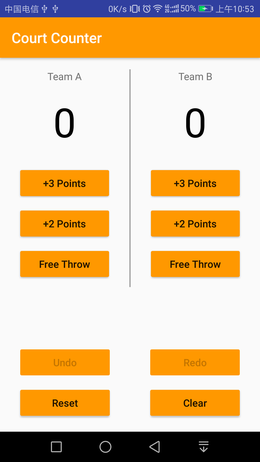 中国电信 0K/s 50% 上午10:53
Court Counter
Team A Team B
0 0
+3 Points +3 Points
+2 Points +2 Points
Free Throw Free Throw
Undo Redo
Reset Clear